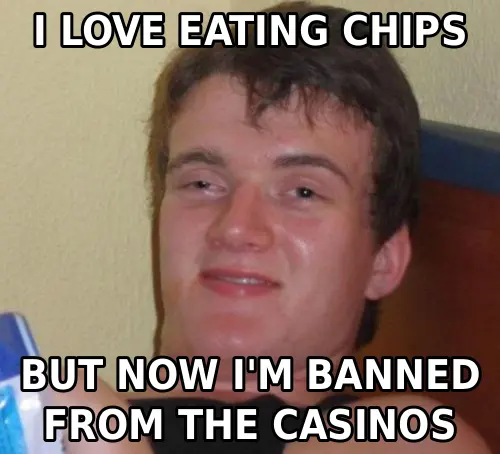 I LOVE EATING CHIPS
BUT NOW I'M BANNED
FROM THE CASINOS